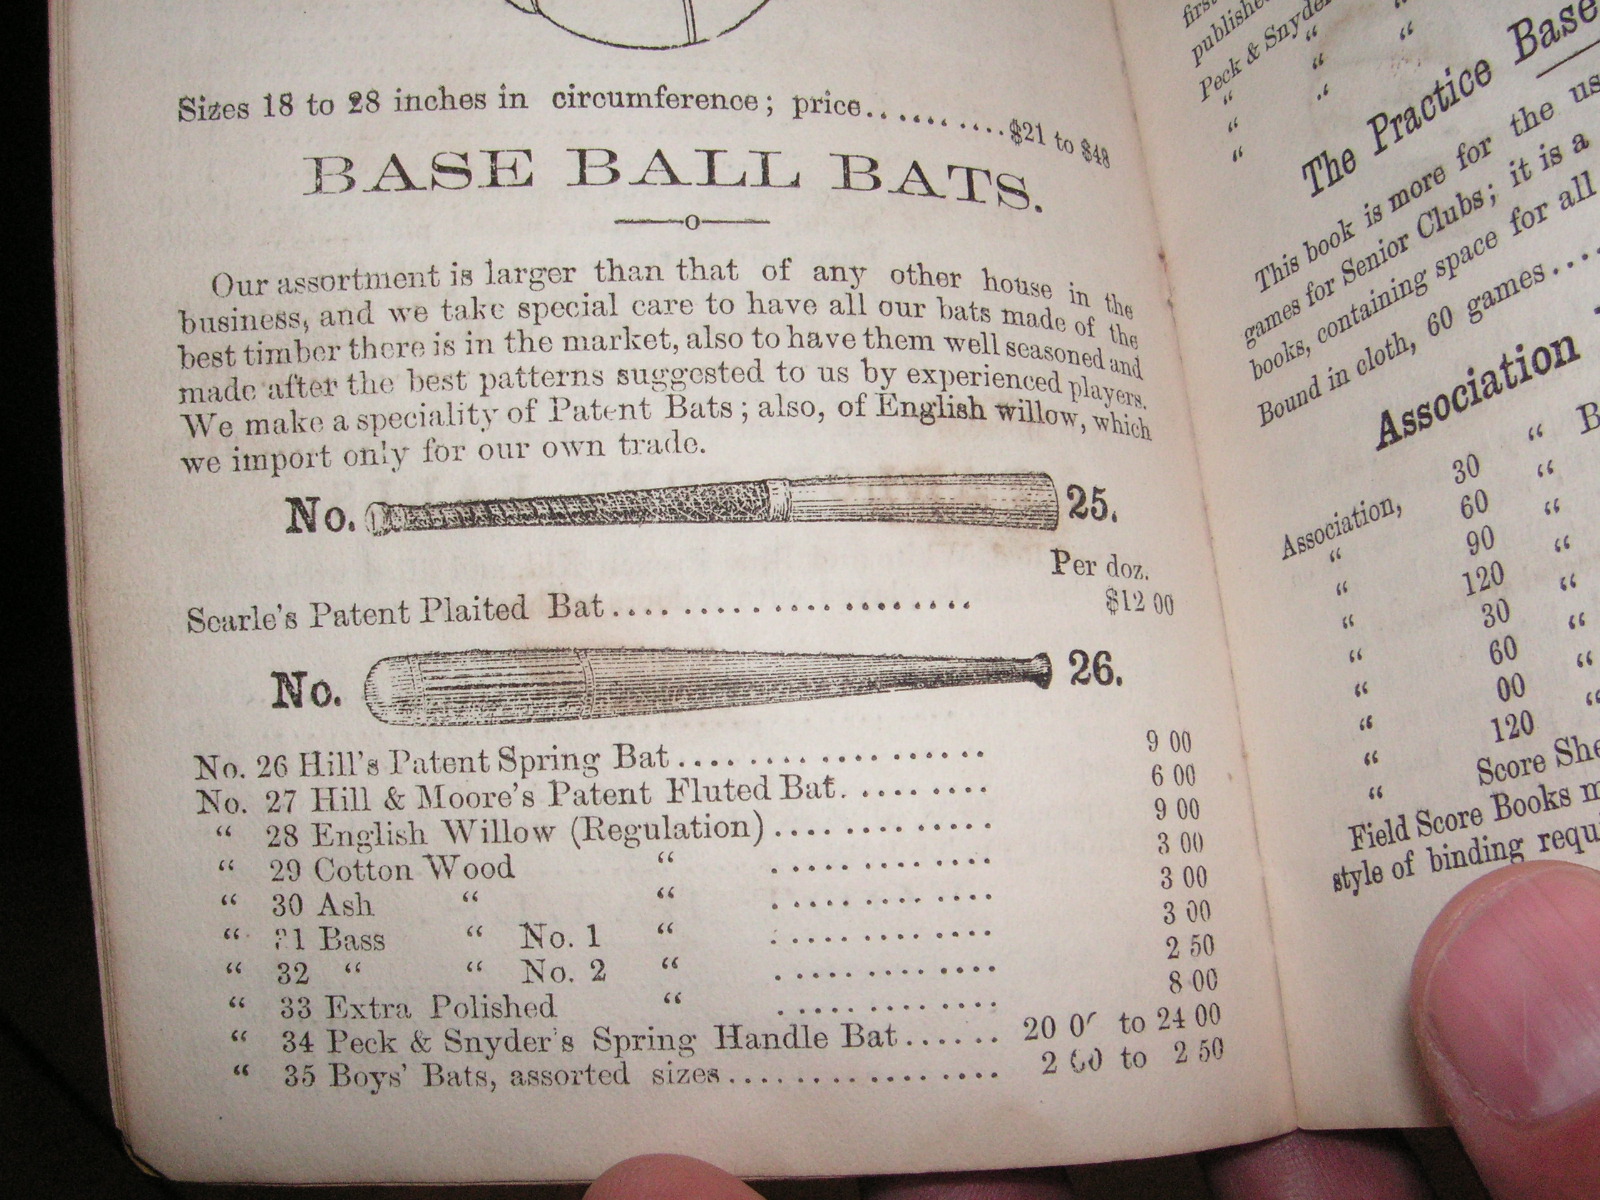 Sizes 18 to 28 inches in circumference; price.............$21 to $48
BASE BALL BATS.
Our assortment is larger than that of any other house in the
business, and we take special care to have all our bats made of the
best timber there is in the market, also to have them well seasoned and
made after the best patterns suggested to us by experienced players.
We make a speciality of Patent Bats; also, of English willow, which
we import only for our own trade.
No. 25.
Per doz.
Searle's Patent Plaited Bat.................... $12 00
No. 26.
No. 26 Hill's Patent Spring Bat.................. 9 00
No. 27 Hill & Moore's Patent Fluted Bat......... 6 00
“ 28 English Willow (Regulation)............ 9 00
“ 29 Cotton Wood “ ............ 3 00
“ 30 Ash “ “ ............ 3 00
“ 31 Bass “ No. 1 “ ............ 3 00
“ 32 “ “ No. 2 “ ............ 2 50
“ 33 Extra Polished “ ............ 8 00
“ 34 Peck & Snyder's Spring Handle Bat...... 20 00 to 24 00
“ 35 Boys' Bats, assorted sizes................ 2 00 to 2 50
Peck & Snyder
“ “
“ “
“ “
“
“
The Practice Base
This book is more for the us
games for Senior Clubs; it is a
books, containing space for all
Bound in cloth, 60 games....
Association
30 “ B
Association, 60 “
“ 90 “
“ 120 “
“ 30 “
“ 60 “
“ 00 “
“ 120 “
“ Score She
“
Field Score Books m
style of binding requi